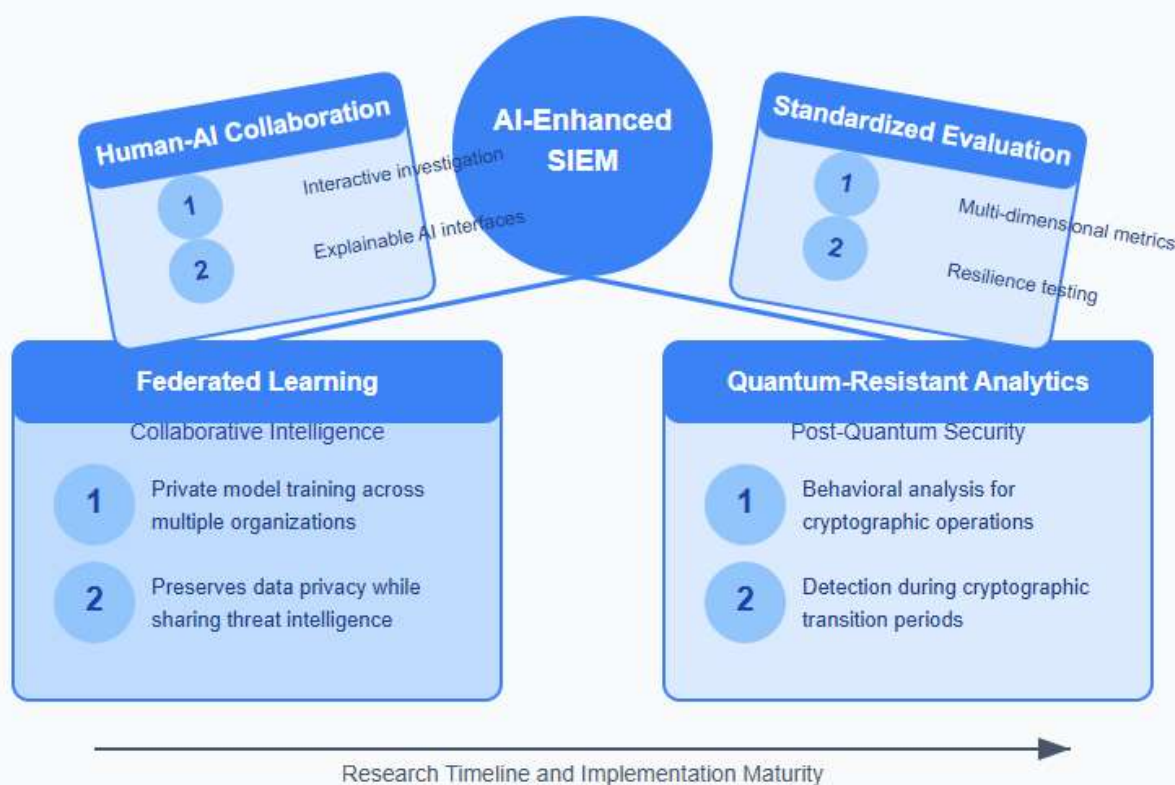 AI-Enhanced
SIEM
Human-AI Collaboration
1
Interactive investigation
2
Explainable AI interfaces
Standardized Evaluation
1
Multi-dimensional metrics
2
Resilience testing
Federated Learning
Collaborative Intelligence
1
Private model training across
multiple organizations
2
Preserves data privacy while
sharing threat intelligence
Quantum-Resistant Analytics
Post-Quantum Security
1
Behavioral analysis for
cryptographic operations
2
Detection during cryptographic
transition periods
Research Timeline and Implementation Maturity